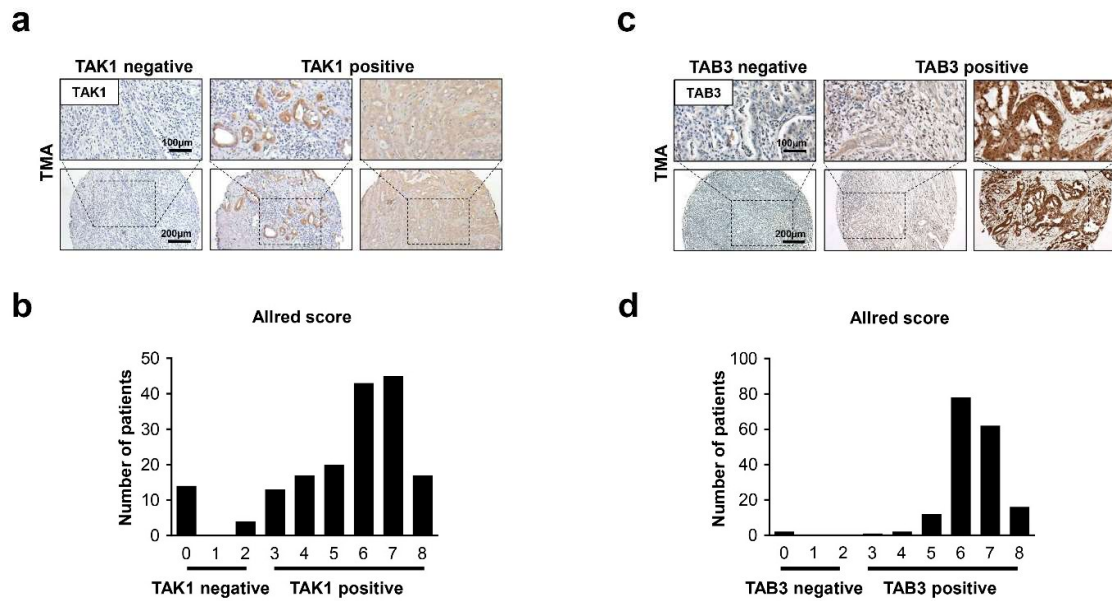 a
TAK1 negative
TAK1 positive
TAK1
100µm
TMA
200µm
b
Allred score
Number of patients
50
40
30
20
10
0
0 1 2 3 4 5 6 7 8
TAK1 negative
TAK1 positive
c
TAB3 negative
TAB3 positive
TAB3
100µm
TMA
200µm
d
Allred score
Number of patients
100
80
60
40
20
0
0 1 2 3 4 5 6 7 8
TAB3 negative
TAB3 positive